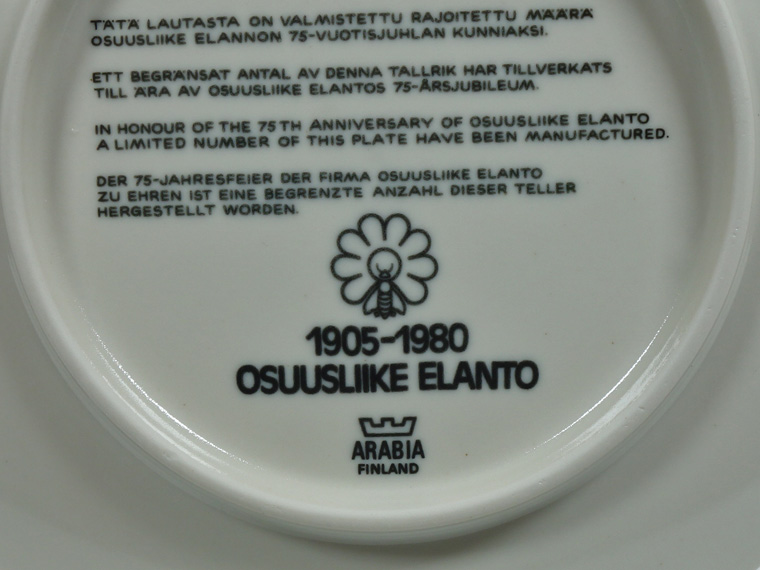 TÄTÄ LAUTASTA ON VALMISTETTU RAJOITETTU MÄÄRÄ
OSUUSLIIKE ELANNON 75-VUOTISJUHLAN KUNNIAKSI.
ETT BEGRÄNSAT ANTAL AV DENNA TALLRIK HAR TILLVERKATS
TILL ÄRA AV OSUUSLIIKE ELANTOS 75-ÅRSJUBILEUM.
IN HONOUR OF THE 75TH ANNIVERSARY OF OSUUSLIIKE ELANTO
A LIMITED NUMBER OF THIS PLATE HAVE BEEN MANUFACTURED.
DER 75-JAHRESFEIER DER FIRMA OSUUSLIIKE ELANTO
ZU EHREN IST EINE BEGRENZTE ANZAHL DIESER TELLER
HERGESTELLT WORDEN.
1905-1980
OSUUSLIIKE ELANTO
ARABIA
FINLAND